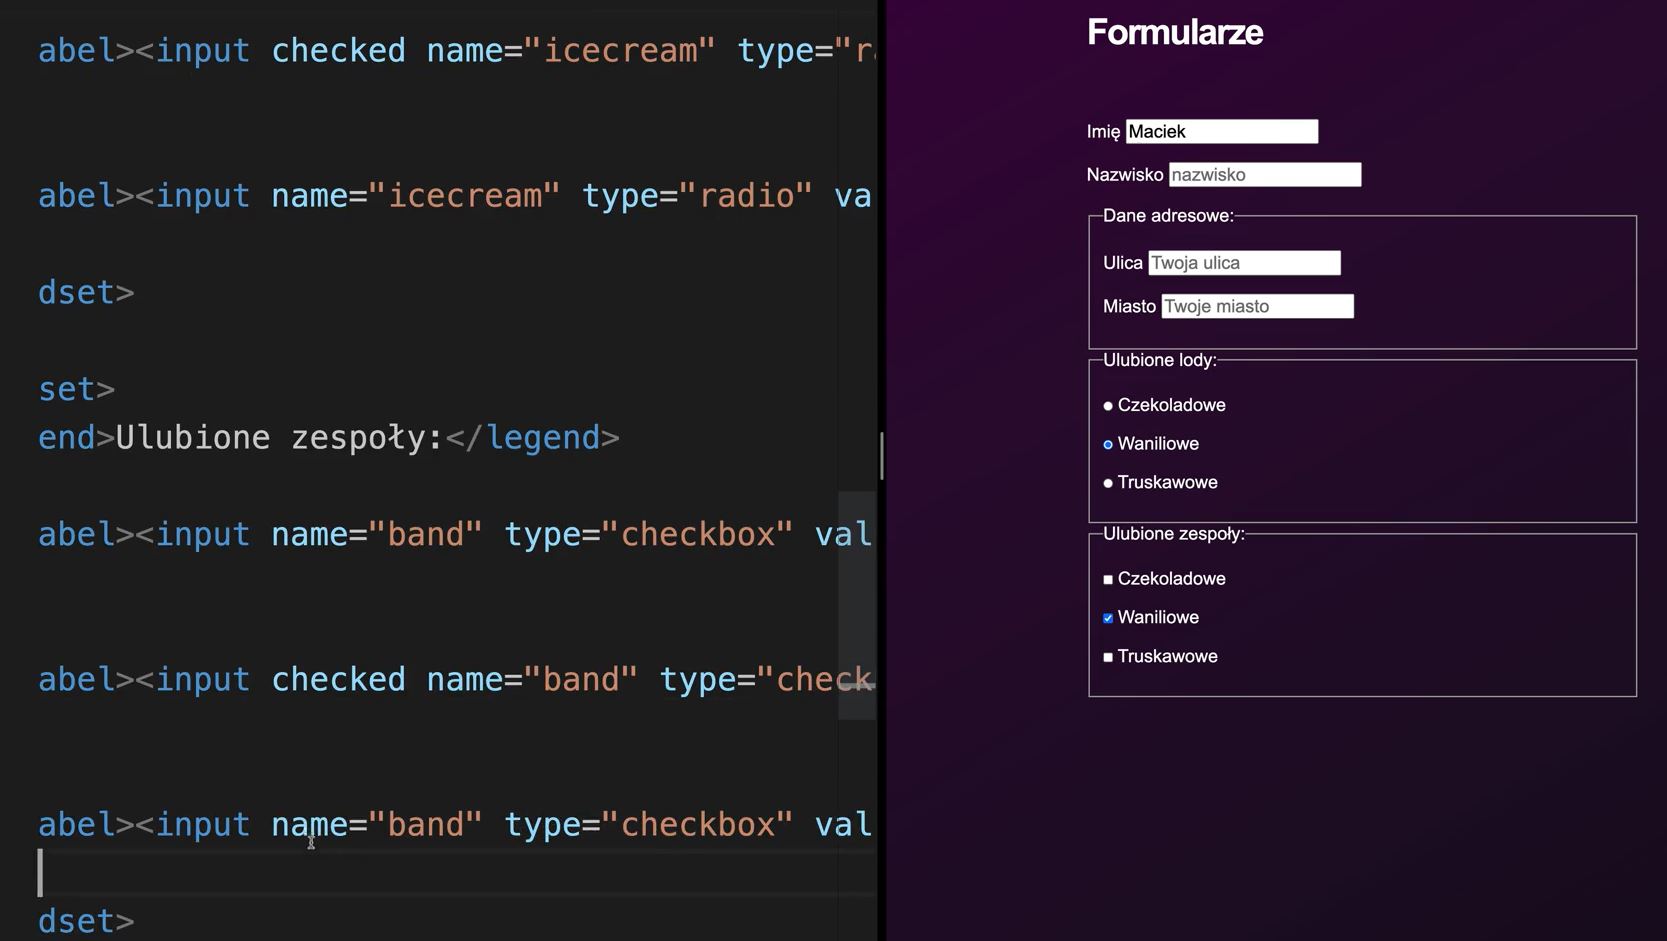 abel><input checked name="icecream" type="ra
abel><input name="icecream" type="radio" va
dset>
set>
end>Ulubione zespoły:</legend>
abel><input name="band" type="checkbox" val
abel><input checked name="band" type="check
abel><input name="band" type="checkbox" val
dset>
Formularze
Imię Maciek
Nazwisko nazwisko
Dane adresowe:
Ulica Twoja ulica
Miasto Twoje miasto
Ulubione lody:
Czekoladowe
Waniliowe
Truskawowe
Ulubione zespoły:
Czekoladowe
Waniliowe
Truskawowe